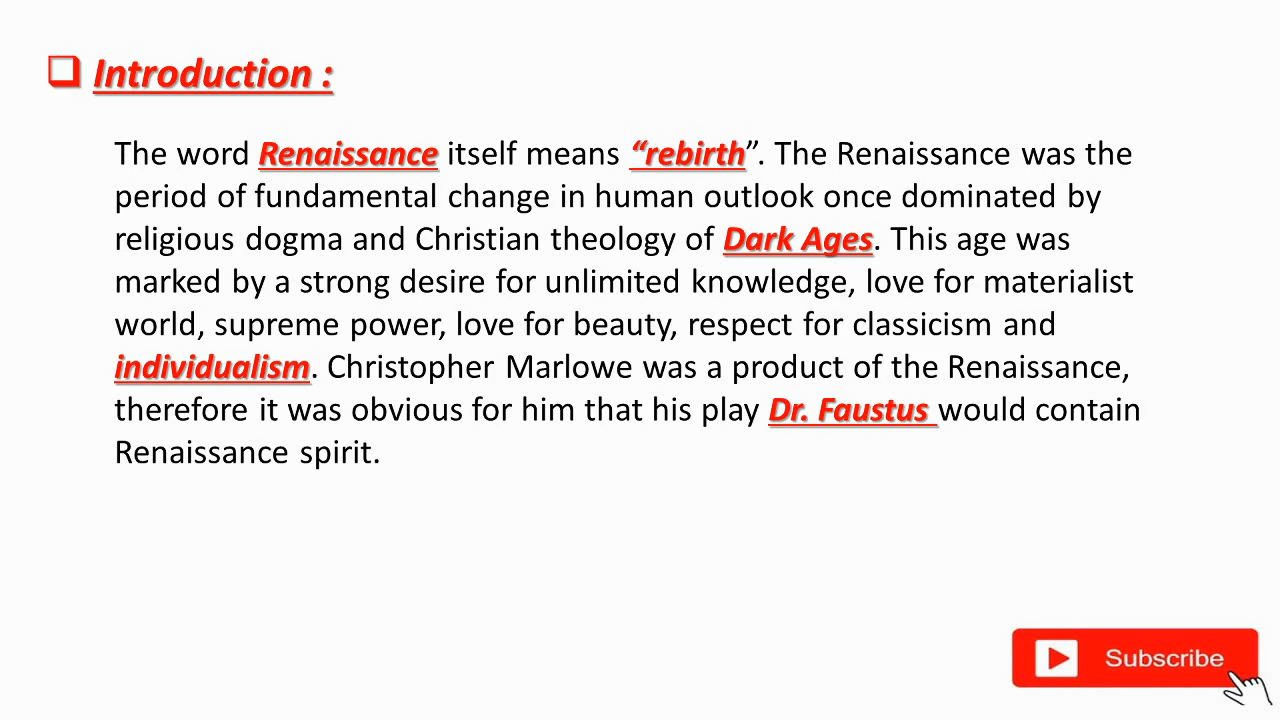 Introduction :
The word Renaissance itself means “rebirth”. The Renaissance was the
period of fundamental change in human outlook once dominated by
religious dogma and Christian theology of Dark Ages. This age was
marked by a strong desire for unlimited knowledge, love for materialist
world, supreme power, love for beauty, respect for classicism and
individualism. Christopher Marlowe was a product of the Renaissance,
therefore it was obvious for him that his play Dr. Faustus would contain
Renaissance spirit.
Subscribe